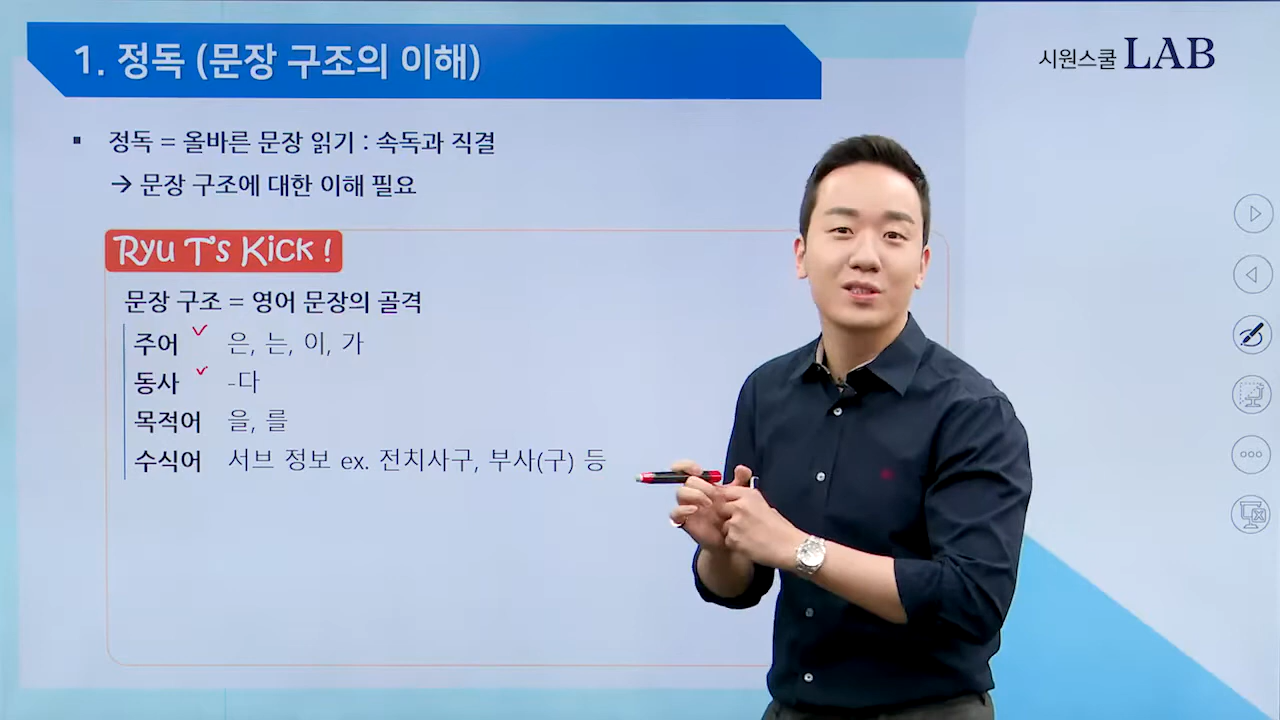 1. 정독 (문장 구조의 이해)
시원스쿨 LAB
▪ 정독 = 올바른 문장 읽기 : 속독과 직결
→ 문장 구조에 대한 이해 필요
Ryu T's Kick !
문장 구조 = 영어 문장의 골격
주어 ✓ 은, 는, 이, 가
동사 ✓ -다
목적어 을, 를
수식어 서브 정보 ex. 전치사구, 부사(구) 등